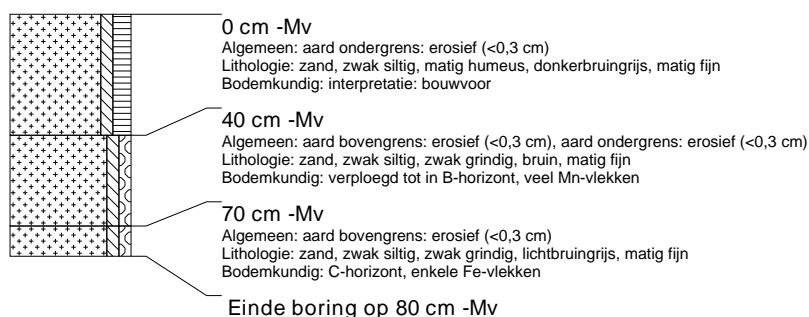 0 cm -Mv
Algemeen: aard ondergrens: erosief (<0,3 cm)
Lithologie: zand, zwak siltig, matig humeus, donkerbruingrijs, matig fijn
Bodemkundig: interpretatie: bouwvoor
40 cm -Mv
Algemeen: aard bovengrens: erosief (<0,3 cm), aard ondergrens: erosief (<0,3 cm)
Lithologie: zand, zwak siltig, zwak grindig, bruin, matig fijn
Bodemkundig: verploegd tot in B-horizont, veel Mn-vlekken
70 cm -Mv
Algemeen: aard bovengrens: erosief (<0,3 cm)
Lithologie: zand, zwak siltig, zwak grindig, lichtbruingrijs, matig fijn
Bodemkundig: C-horizont, enkele Fe-vlekken
Einde boring op 80 cm -Mv